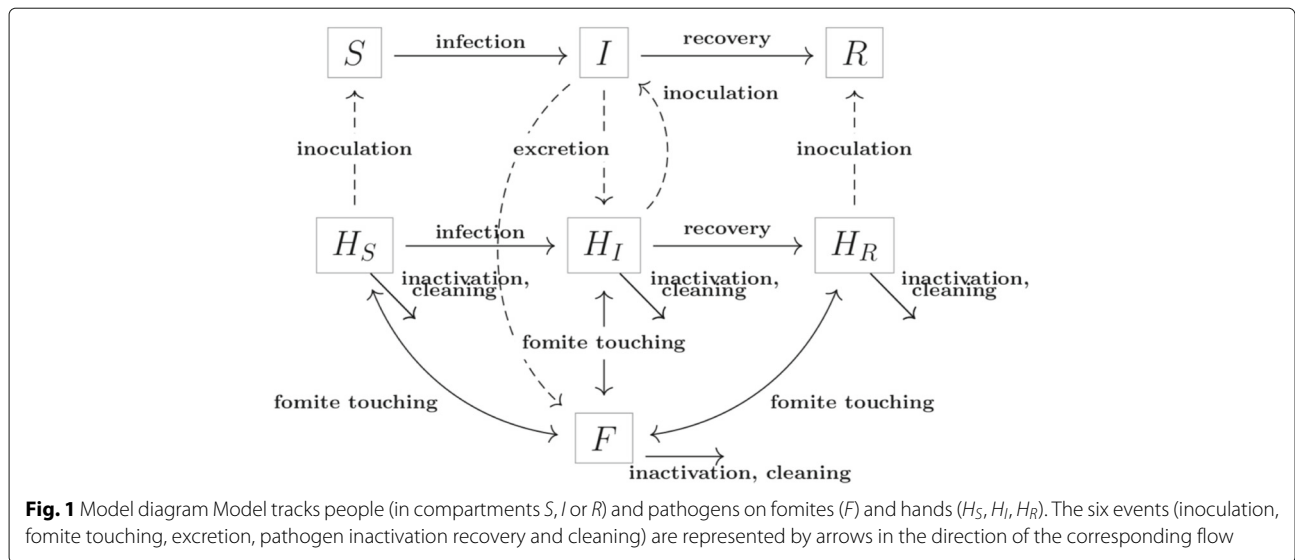 S infection I recovery R
inoculation
inoculation excretion inoculation
H_S infection H_I recovery H_R
inactivation, inactivation, inactivation,
cleaning cleaning cleaning
fomite touching
fomite touching fomite touching
F
inactivation, cleaning
Fig. 1 Model diagram Model tracks people (in compartments S, I or R) and pathogens on fomites (F) and hands (H_S, H_I, H_R). The six events (inoculation,
fomite touching, excretion, pathogen inactivation recovery and cleaning) are represented by arrows in the direction of the corresponding flow